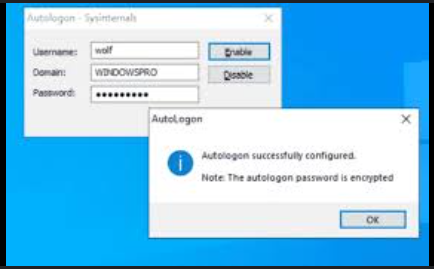 Autologon - Sysinternals
Username: wolf Enable
Domain: WINDOWSPRO Disable
Password: •••••••••
AutoLogon
Autologon successfully configured.
Note: The autologon password is encrypted
OK